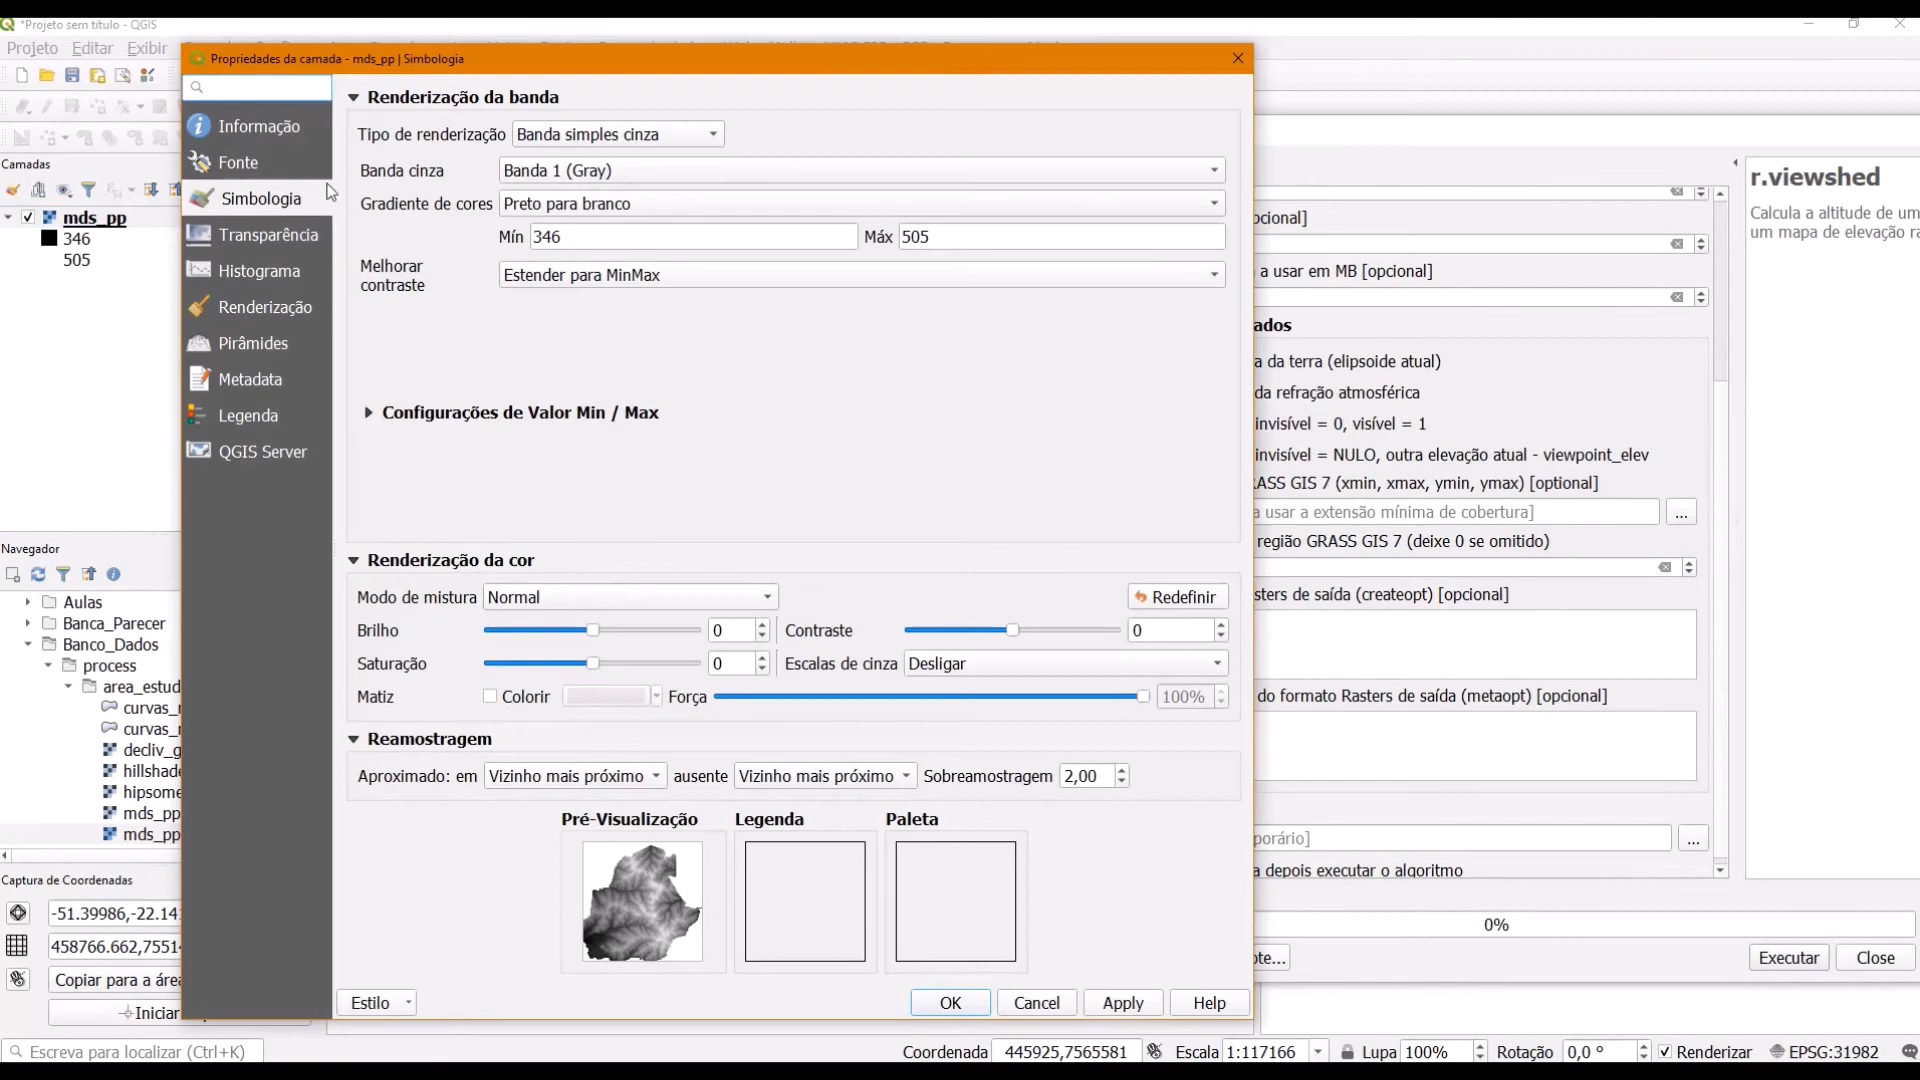 *Projeto sem título - QGIS
Projeto Editar Exibir
Camadas
mds_pp
346
505
Navegador
Aulas
Banca_Parecer
Banco_Dados
process
area_estud
curvas_r
curvas_r
decliv_g
hillshade
hipsome
mds_pp
mds_pp
Captura de Coordenadas
-51.39986,-22.141
458766.662,75514
Copiar para a áre
Iniciar
Escreva para localizar (Ctrl+K)
Propriedades da camada - mds_pp | Simbologia
Informação
Fonte
Simbologia
Transparência
Histograma
Renderização
Pirâmides
Metadata
Legenda
QGIS Server
Renderização da banda
Tipo de renderização Banda simples cinza
Banda cinza Banda 1 (Gray)
Gradiente de cores Preto para branco
Mín 346 Máx 505
Melhorar
contraste
Estender para MinMax
Configurações de Valor Min / Max
Renderização da cor
Modo de mistura Normal Redefinir
Brilho 0 Contraste 0
Saturação 0 Escalas de cinza Desligar
Matiz Colorir Força 100%
Reamostragem
Aproximado: em Vizinho mais próximo ausente Vizinho mais próximo Sobreamostragem 2,00
Pré-Visualização Legenda Paleta
Estilo OK Cancel Apply Help
pcional]
a usar em MB [opcional]
ados
a da terra (elipsoide atual)
da refração atmosférica
invisível = 0, visível = 1
invisível = NULO, outra elevação atual - viewpoint_elev
ASS GIS 7 (xmin, xmax, ymin, ymax) [optional]
a usar a extensão mínima de cobertura] ...
região GRASS GIS 7 (deixe 0 se omitido)
sters de saída (createopt) [opcional]
do formato Rasters de saída (metaopt) [opcional]
porário] ...
a depois executar o algoritmo
0%
ote... Executar Close
r.viewshed
Calcula a altitude de um
um mapa de elevação ra
Coordenada 445925,7565581 Escala 1:117166 Lupa 100% Rotação 0,0 ° Renderizar EPSG:31982